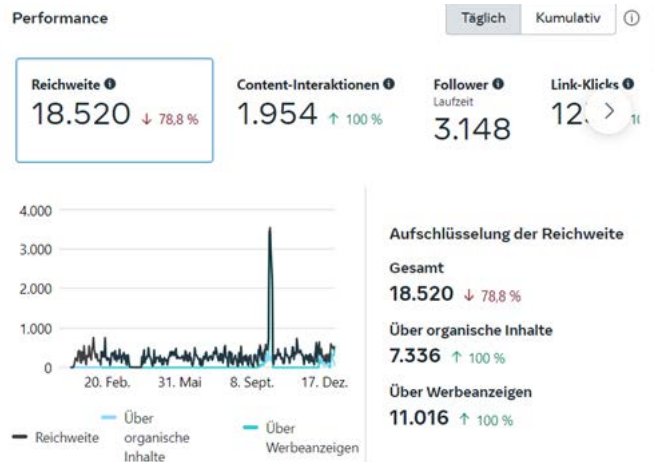 Performance
Täglich Kumulativ
Reichweite
18.520 ↓ 78,8 %
Content-Interaktionen
1.954 ↑ 100 %
Follower
Laufzeit
3.148
Link-Klicks
4.000
3.000
2.000
1.000
0
20. Feb. 31. Mai 8. Sept. 17. Dez.
Reichweite
Über organische Inhalte
Über Werbeanzeigen
Aufschlüsselung der Reichweite
Gesamt
18.520 ↓ 78,8 %
Über organische Inhalte
7.336 ↑ 100 %
Über Werbeanzeigen
11.016 ↑ 100 %